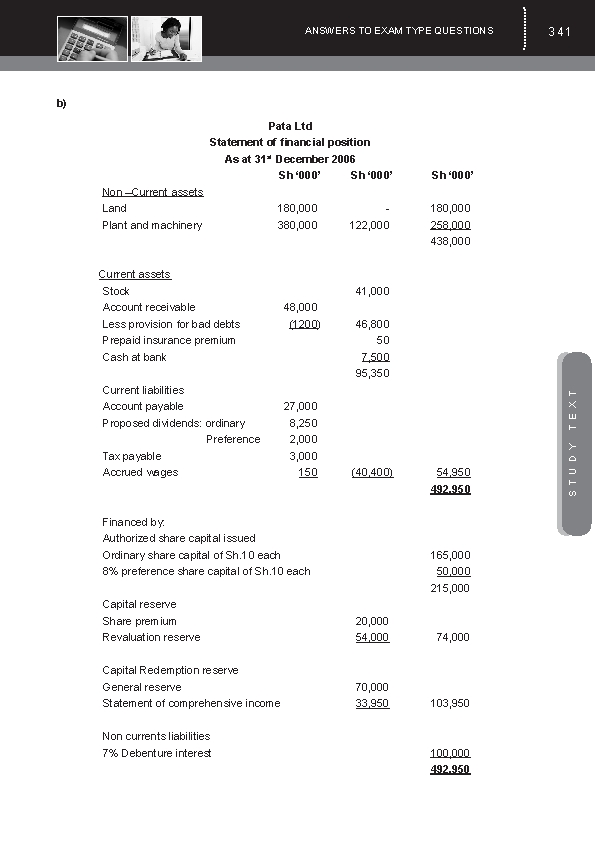 ANSWERS TO EXAM TYPE QUESTIONS 341
b)
Pata Ltd
Statement of financial position
As at 31st December 2006
Sh ‘000’ Sh ‘000’ Sh ‘000’
Non –Current assets
Land 180,000 - 180,000
Plant and machinery 380,000 122,000 258,000
438,000
Current assets
Stock 41,000
Account receivable 48,000
Less provision for bad debts (1200) 46,800
Prepaid insurance premium 50
Cash at bank 7,500
95,350
Current liabilities
Account payable 27,000
Proposed dividends: ordinary 8,250
Preference 2,000
Tax payable 3,000
Accrued wages 150 (40,400) 54,950
492,950
Financed by:
Authorized share capital issued
Ordinary share capital of Sh.10 each 165,000
8% preference share capital of Sh.10 each 50,000
215,000
Capital reserve
Share premium 20,000
Revaluation reserve 54,000 74,000
Capital Redemption reserve
General reserve 70,000
Statement of comprehensive income 33,950 103,950
Non currents liabilities
7% Debenture interest 100,000
492,950
STUDY TEXT